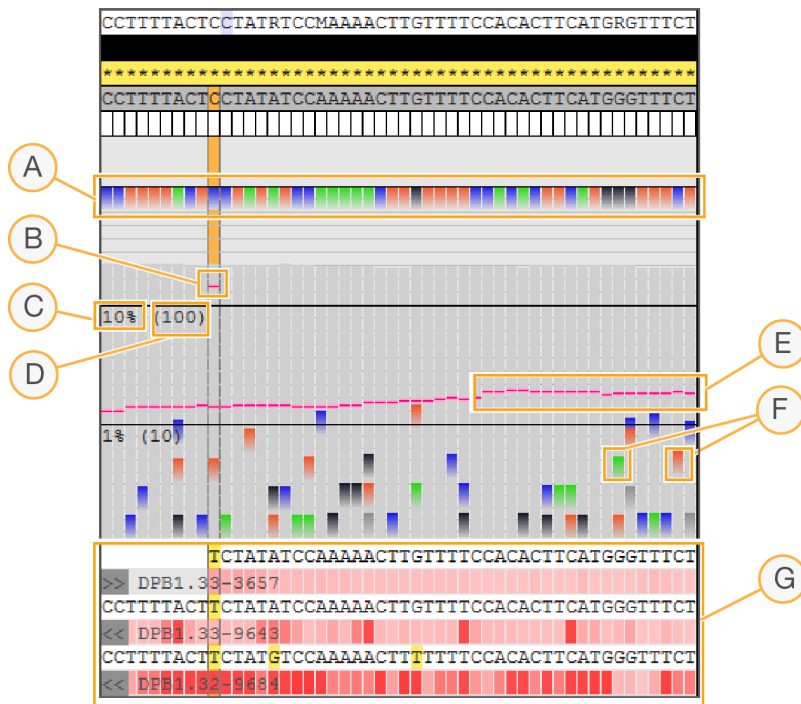 CCTTTTACTCCTATRTCCMAAAACTTGTTTTCCACACTTCATGRGTTTCT
**************************************************
CCTTTTACTCCTATATCCAAAAACTTGTTTTCCACACTTCATGGGTTTCT
A
B
C
10% (100)
D
E
F
1% (10)
TCTATATCCAAAAACTTGTTTTCCACACTTCATGGGTTTCT
>> DPB1.33-3657
G
CCTTTTACTTCTATATCCAAAAACTTGTTTTCCACACTTCATGGGTTTCT
<< DPB1.33-9643
CCTTTTACTTCTATGTCCAAAAACTTTTTTTCCACACTTCATGGGTTTCT
<< DPB1.32-9684